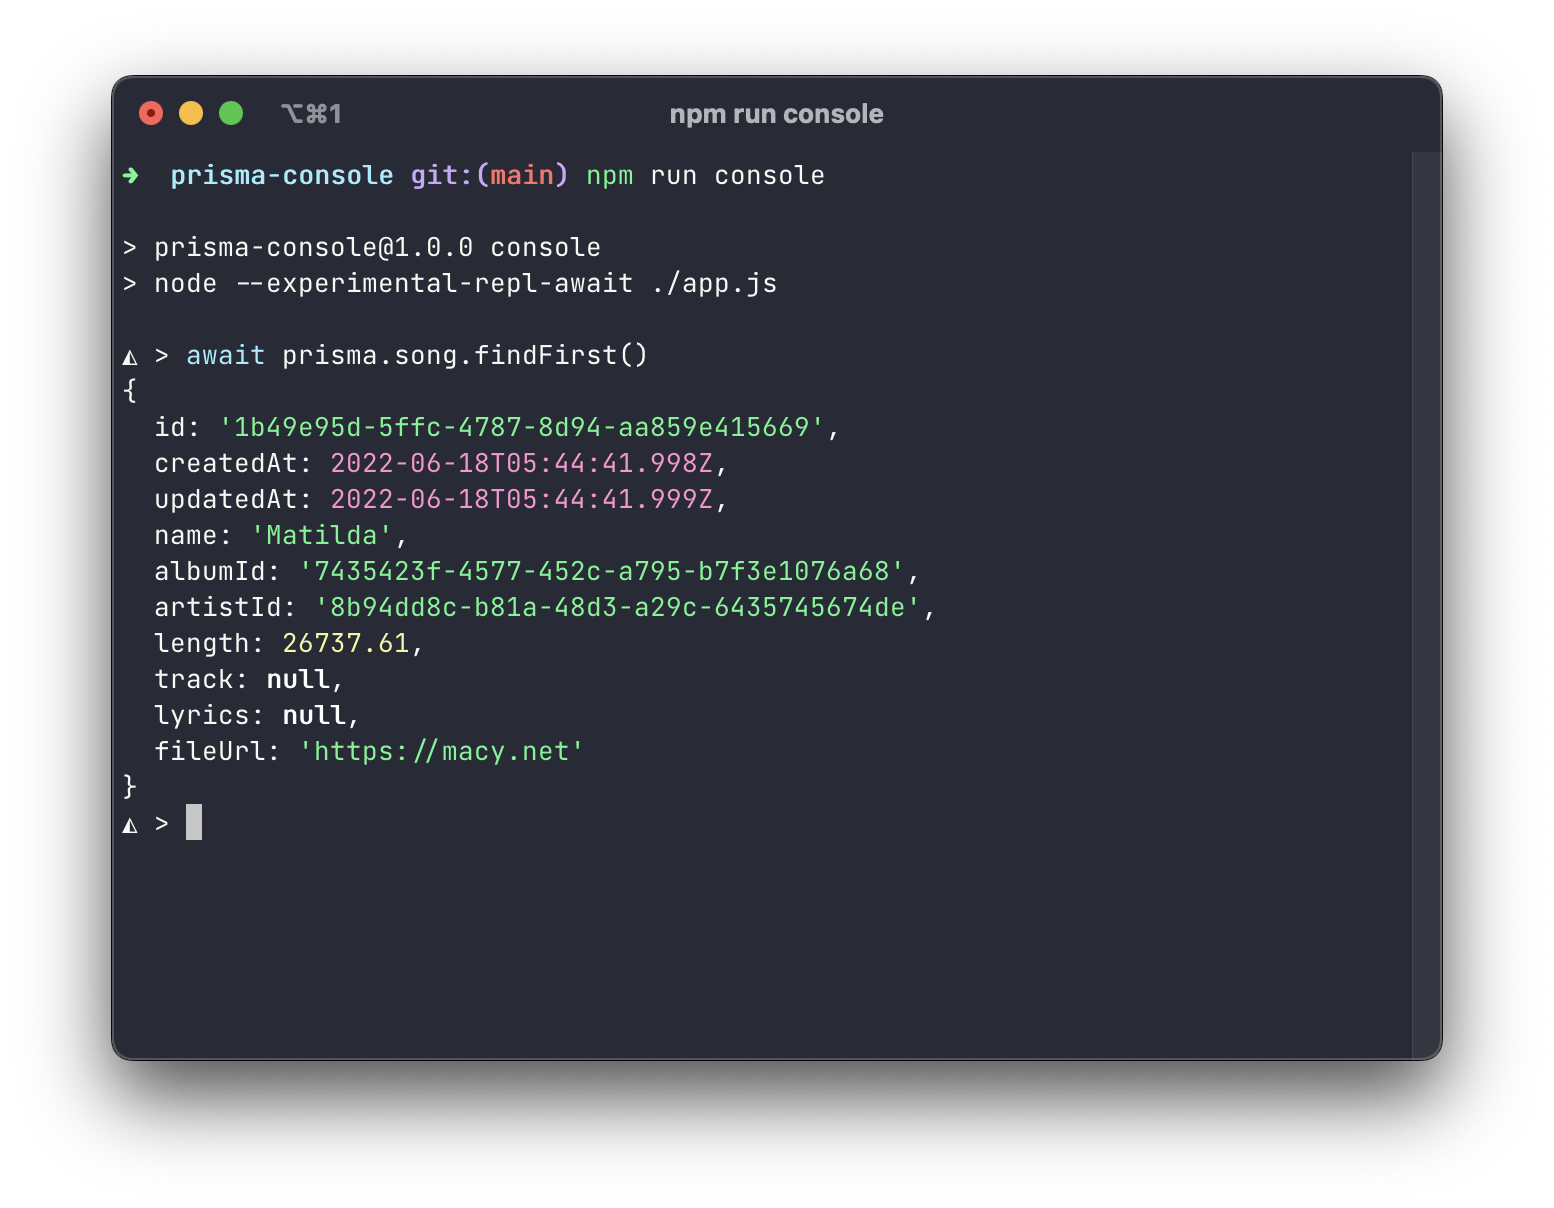 ⌥⌘1 npm run console
➜ prisma-console git:(main) npm run console
> prisma-console@1.0.0 console
> node --experimental-repl-await ./app.js
◭ > await prisma.song.findFirst()
{
  id: '1b49e95d-5ffc-4787-8d94-aa859e415669',
  createdAt: 2022-06-18T05:44:41.998Z,
  updatedAt: 2022-06-18T05:44:41.999Z,
  name: 'Matilda',
  albumId: '7435423f-4577-452c-a795-b7f3e1076a68',
  artistId: '8b94dd8c-b81a-48d3-a29c-6435745674de',
  length: 26737.61,
  track: null,
  lyrics: null,
  fileUrl: 'https://macy.net'
}
◭ >